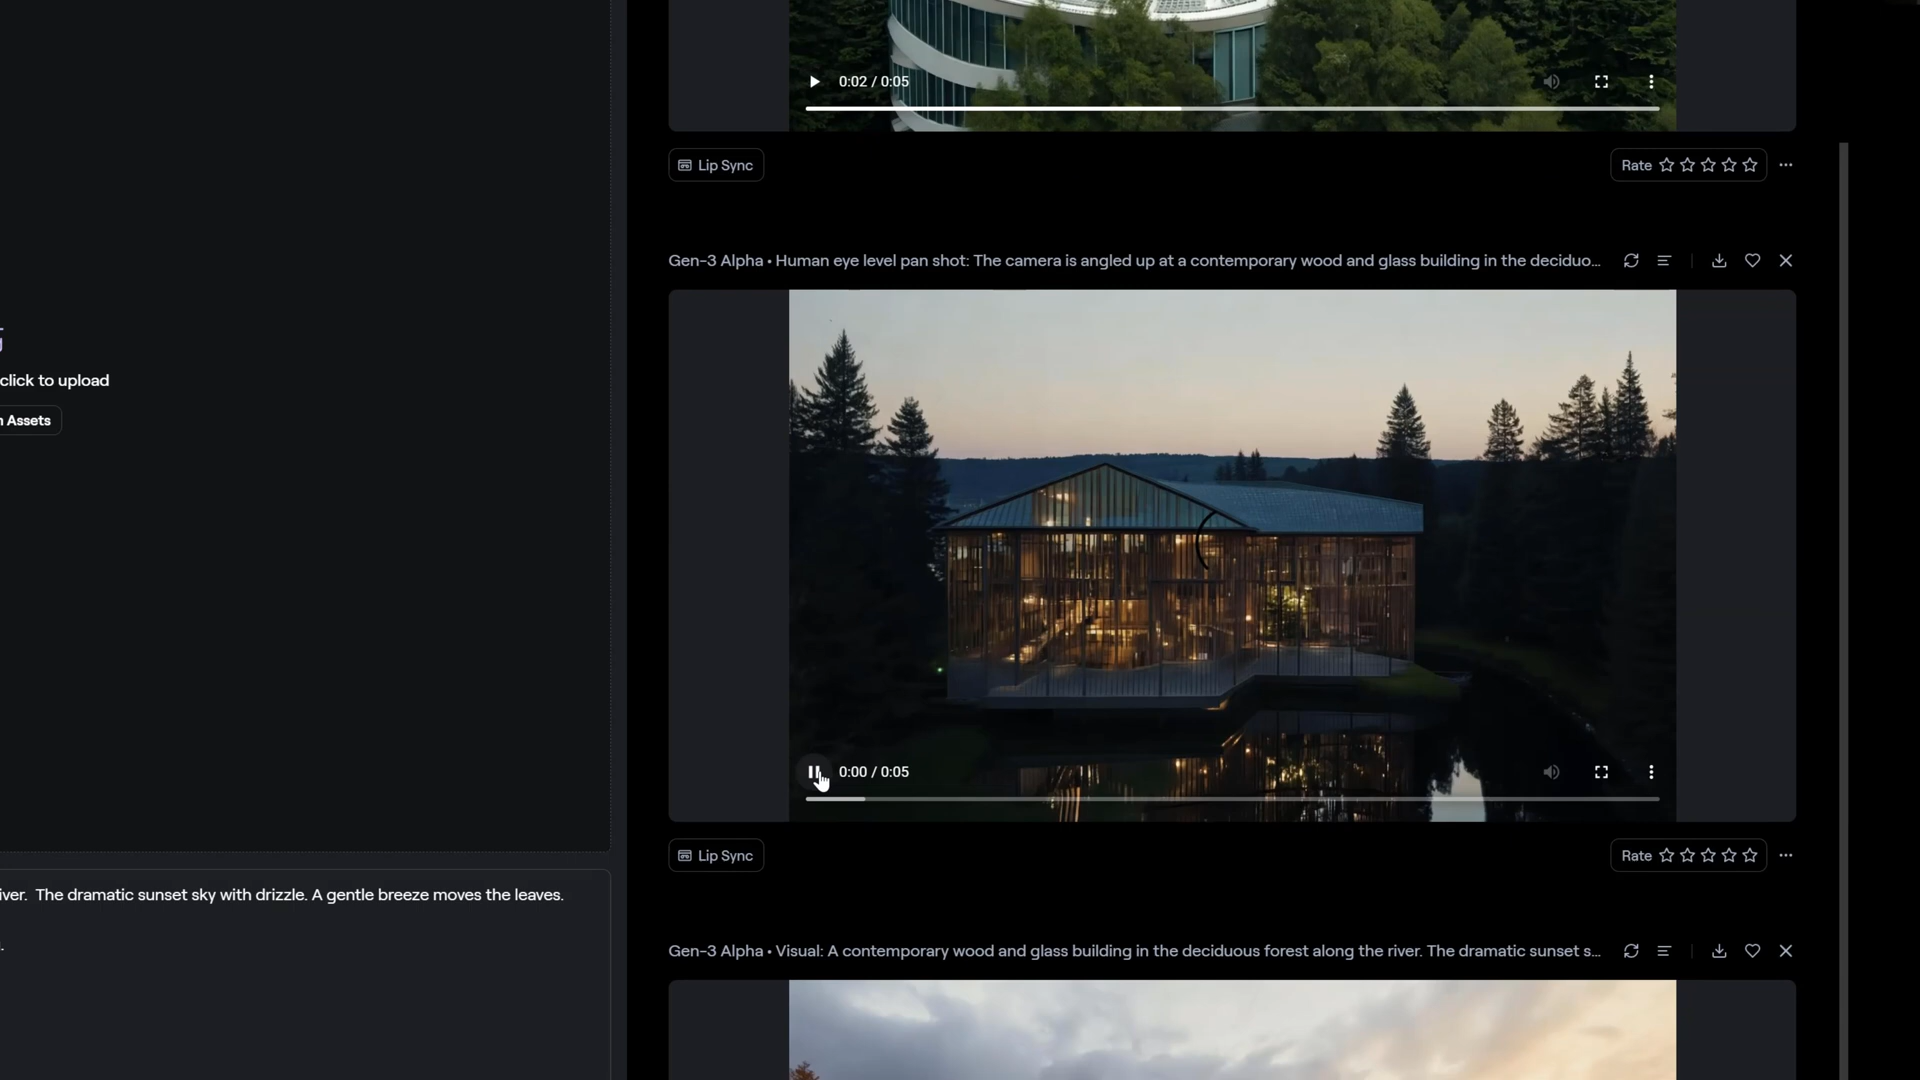 0:02 / 0:05
Lip Sync
Rate
Gen-3 Alpha • Human eye level pan shot: The camera is angled up at a contemporary wood and glass building in the deciduo...
click to upload
Assets
0:00 / 0:05
Lip Sync
Rate
iver. The dramatic sunset sky with drizzle. A gentle breeze moves the leaves.
Gen-3 Alpha • Visual: A contemporary wood and glass building in the deciduous forest along the river. The dramatic sunset s...